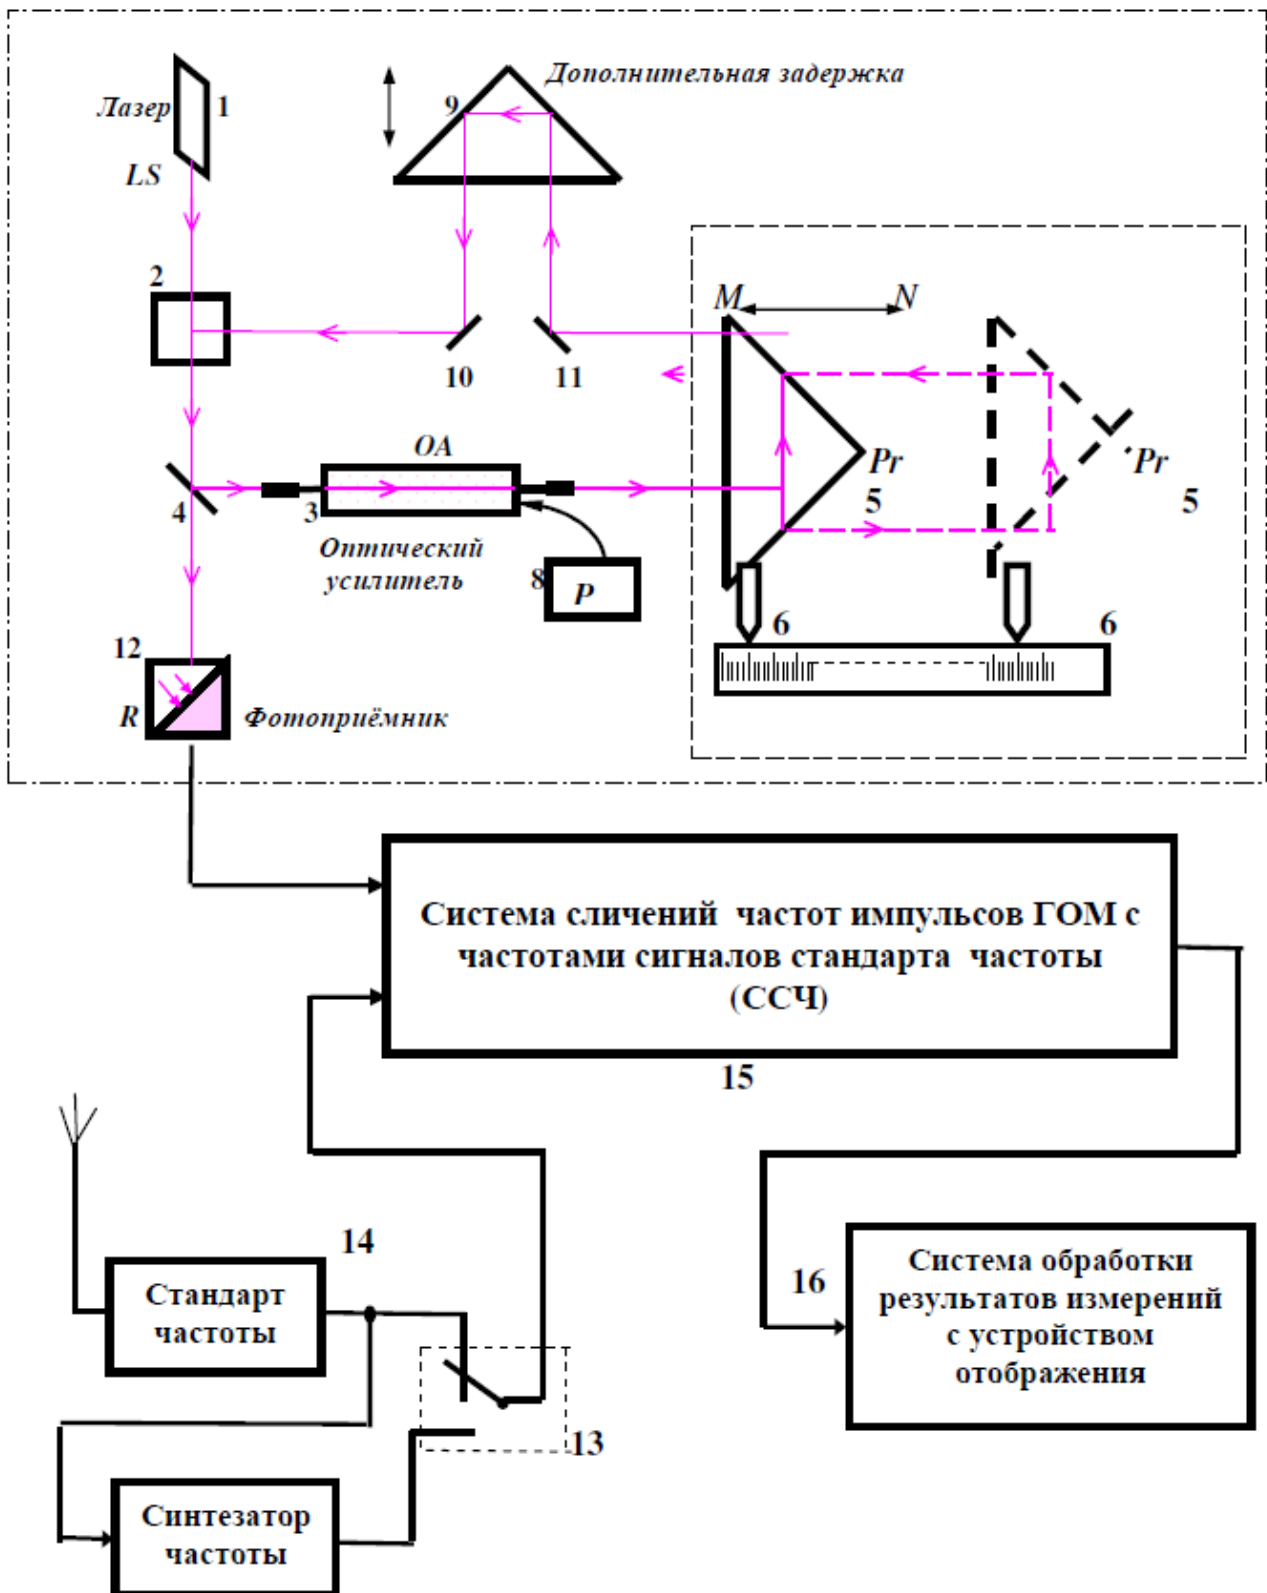 Дополнительная задержка
Лазер
1
9
LS
2
M
N
10
11
OA
Pr
5
Pr
5
4
3
Оптический
усилитель
8
P
12
6
6
R
Фотоприёмник
Система сличений частот импульсов ГОМ с
частотами сигналов стандарта частоты
(ССЧ)
15
14
Стандарт
частоты
16
Система обработки
результатов измерений
с устройством
отображения
13
Синтезатор
частоты